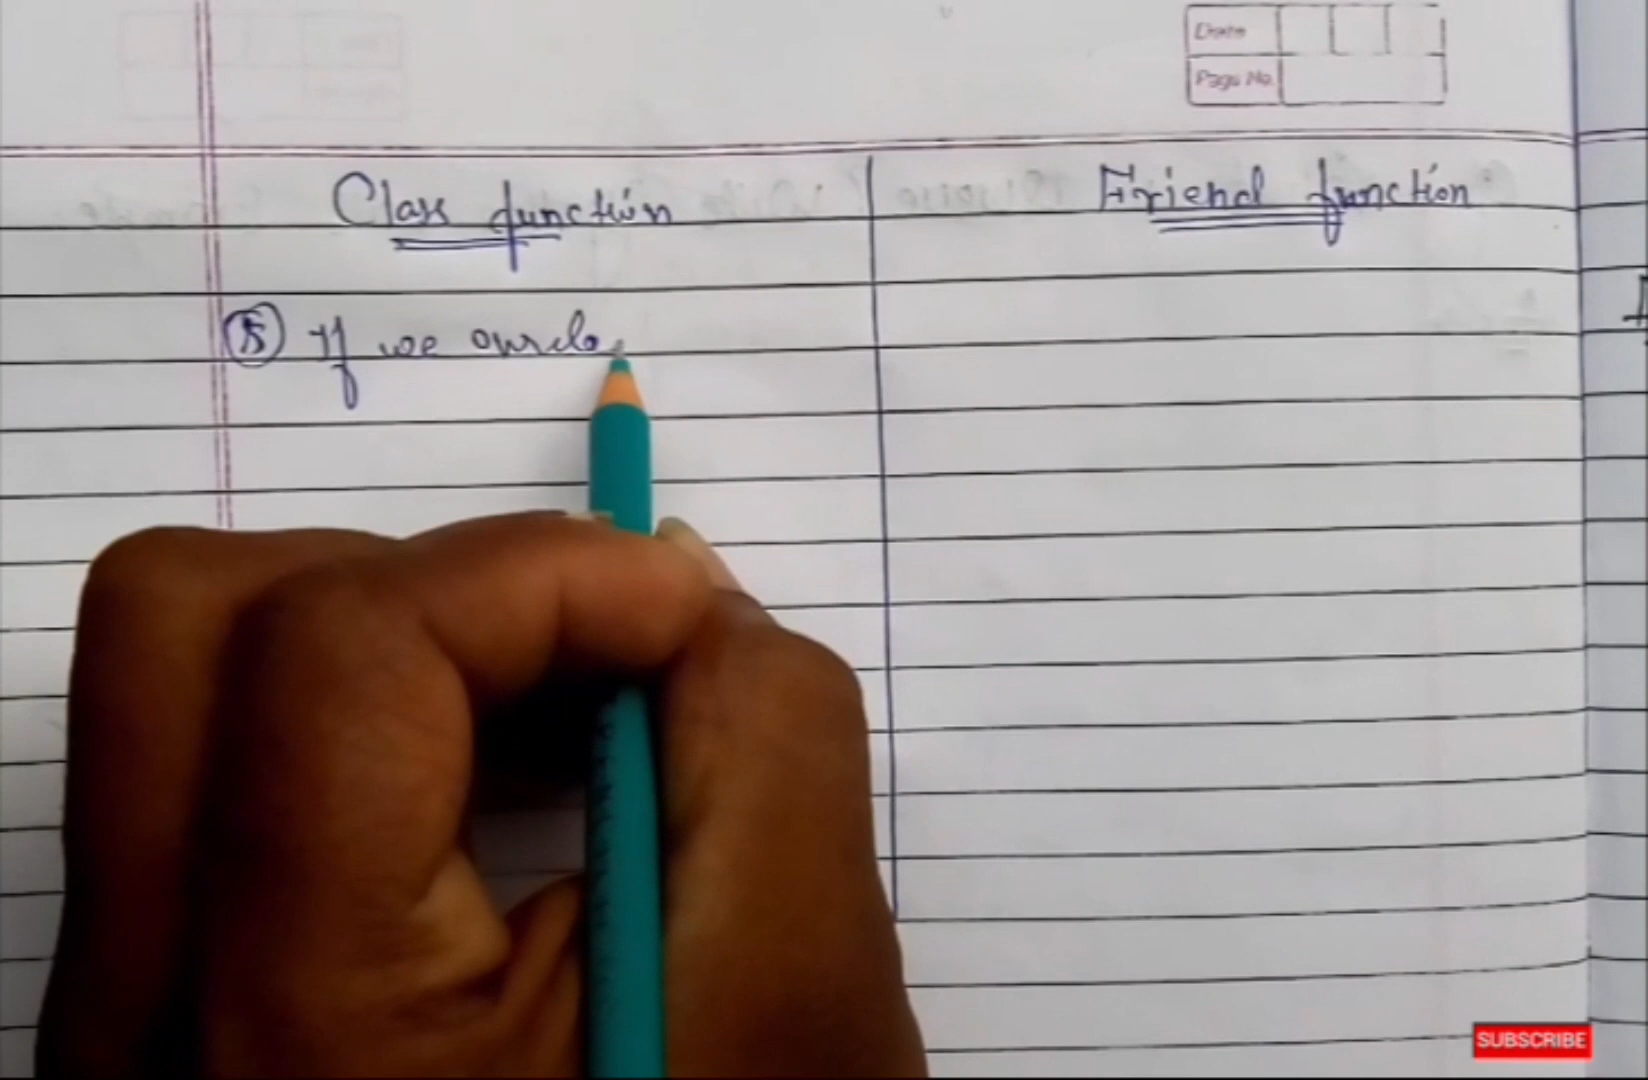 Date
Page No.
Class function
Friend function
5 If we
SUBSCRIBE